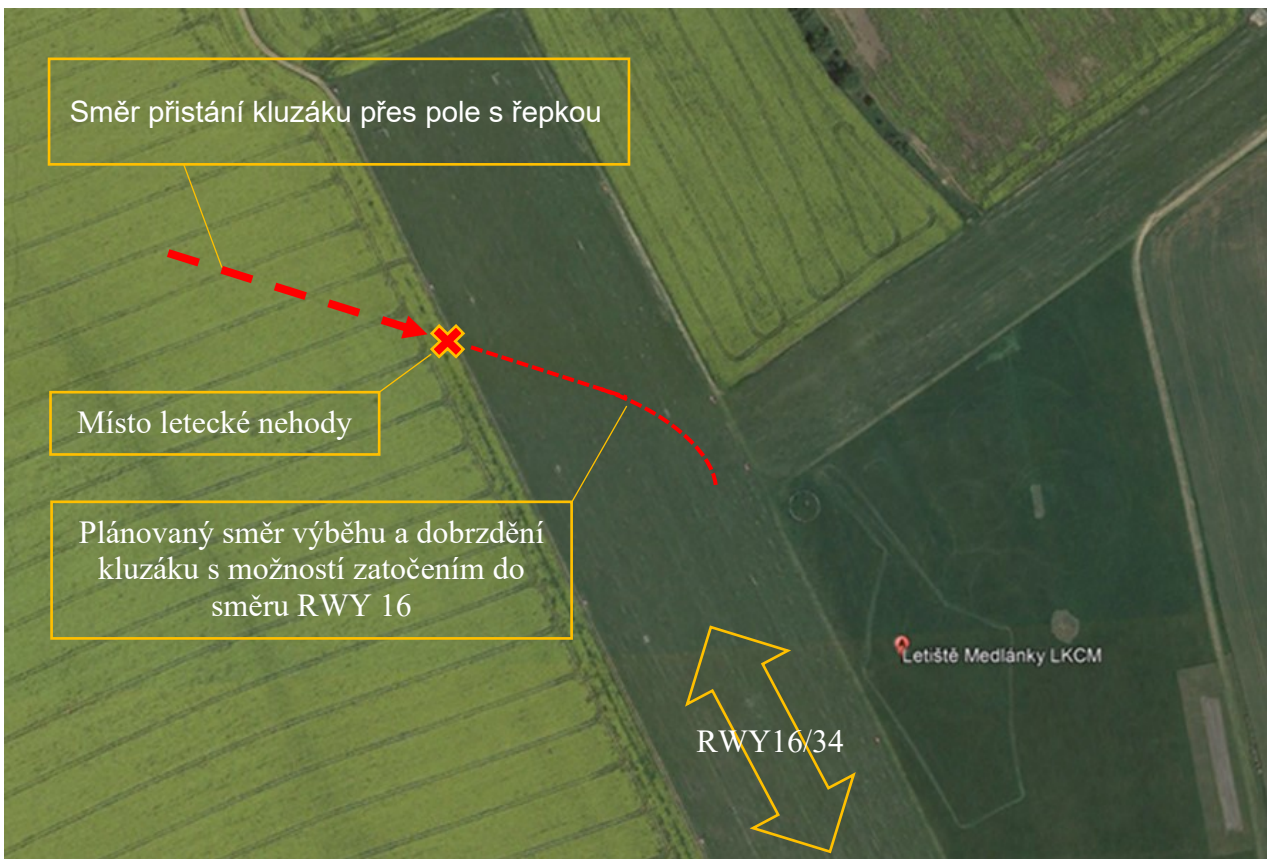 Směr přistání kluzáku přes pole s řepkou
Místo letecké nehody
Plánovaný směr výběhu a dobrzdění
kluzáku s možností zatočením do
směru RWY 16
Letiště Medlánky LKCM
RWY16/34